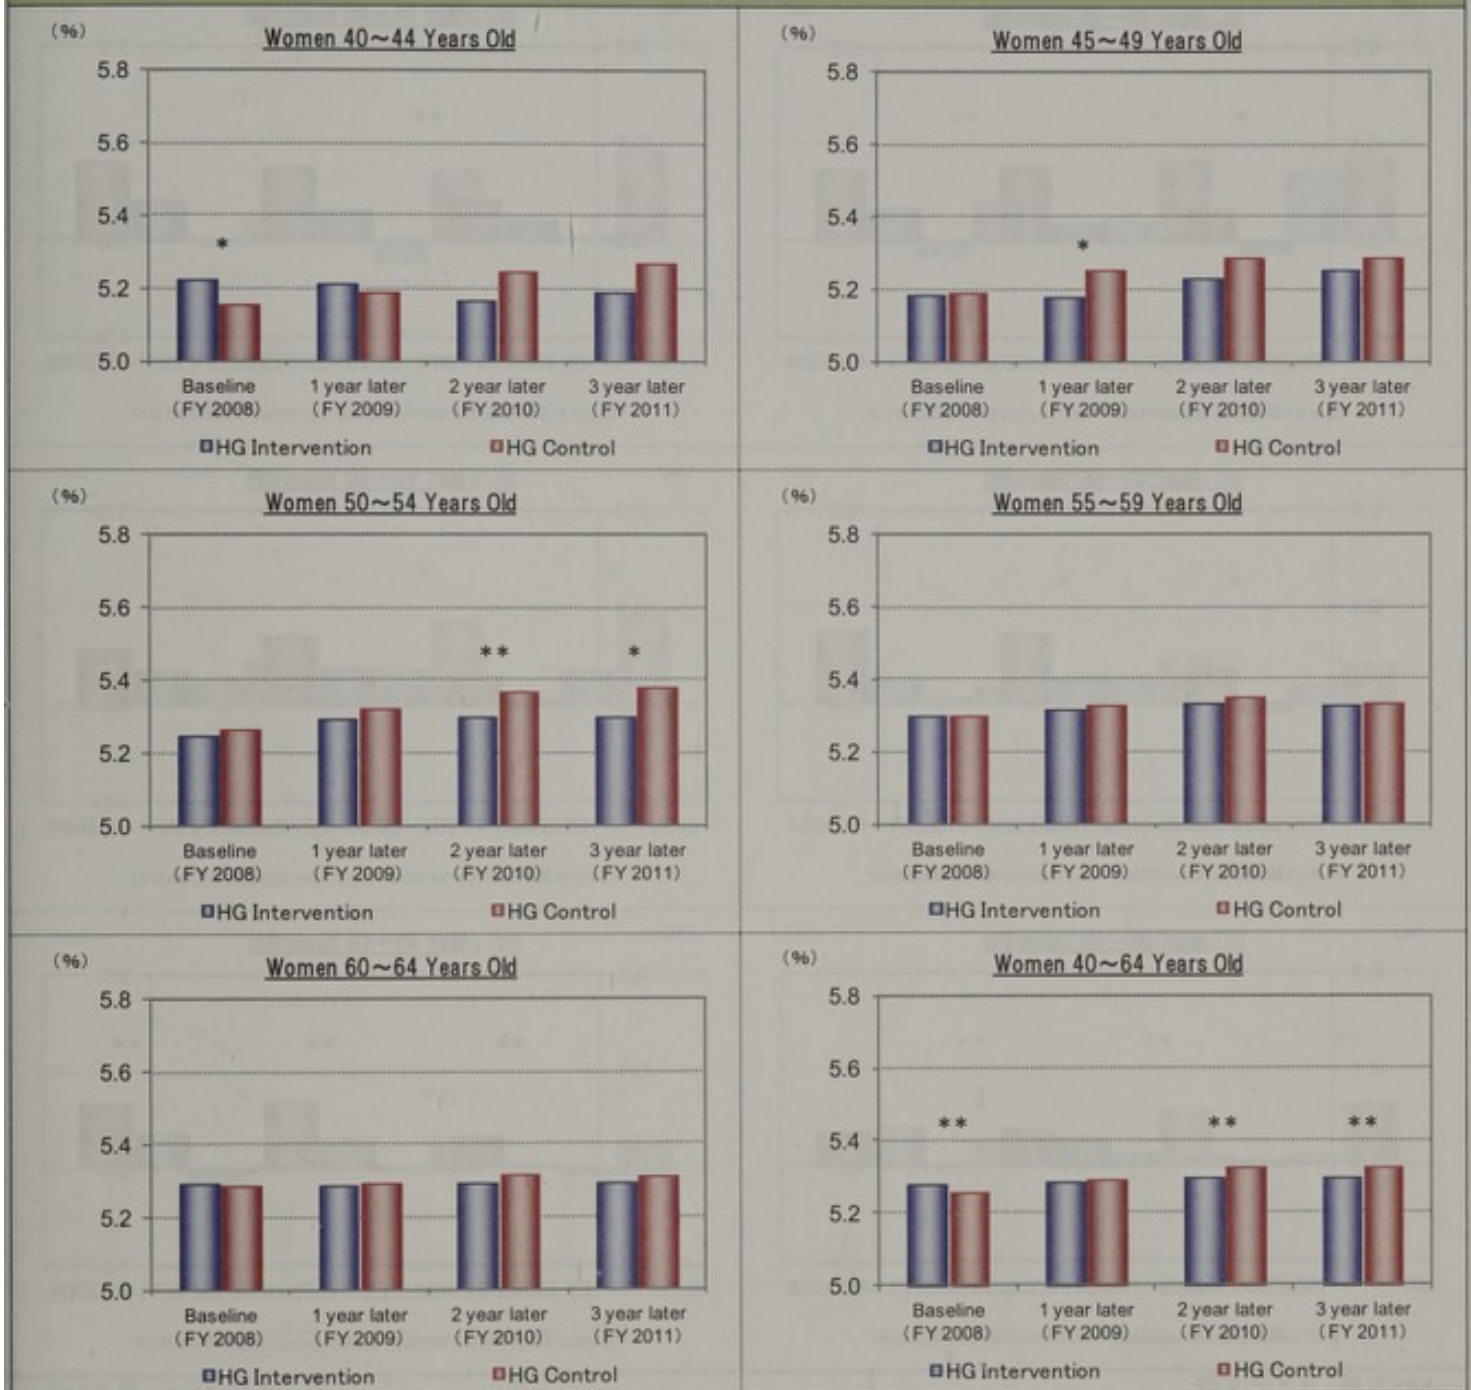 (%)
Women 40～44 Years Old
5.8
5.6
5.4
*
5.2
5.0
Baseline 1 year later 2 year later 3 year later
(FY 2008) (FY 2009) (FY 2010) (FY 2011)
HG Intervention HG Control
(%)
Women 45～49 Years Old
5.8
5.6
5.4
*
5.2
5.0
Baseline 1 year later 2 year later 3 year later
(FY 2008) (FY 2009) (FY 2010) (FY 2011)
HG Intervention HG Control
(%)
Women 50～54 Years Old
5.8
5.6
** *
5.4
5.2
5.0
Baseline 1 year later 2 year later 3 year later
(FY 2008) (FY 2009) (FY 2010) (FY 2011)
HG Intervention HG Control
(%)
Women 55～59 Years Old
5.8
5.6
5.4
5.2
5.0
Baseline 1 year later 2 year later 3 year later
(FY 2008) (FY 2009) (FY 2010) (FY 2011)
HG Intervention HG Control
(%)
Women 60～64 Years Old
5.8
5.6
5.4
5.2
5.0
Baseline 1 year later 2 year later 3 year later
(FY 2008) (FY 2009) (FY 2010) (FY 2011)
HG Intervention HG Control
(%)
Women 40～64 Years Old
5.8
5.6
** ** **
5.4
5.2
5.0
Baseline 1 year later 2 year later 3 year later
(FY 2008) (FY 2009) (FY 2010) (FY 2011)
HG Intervention HG Control